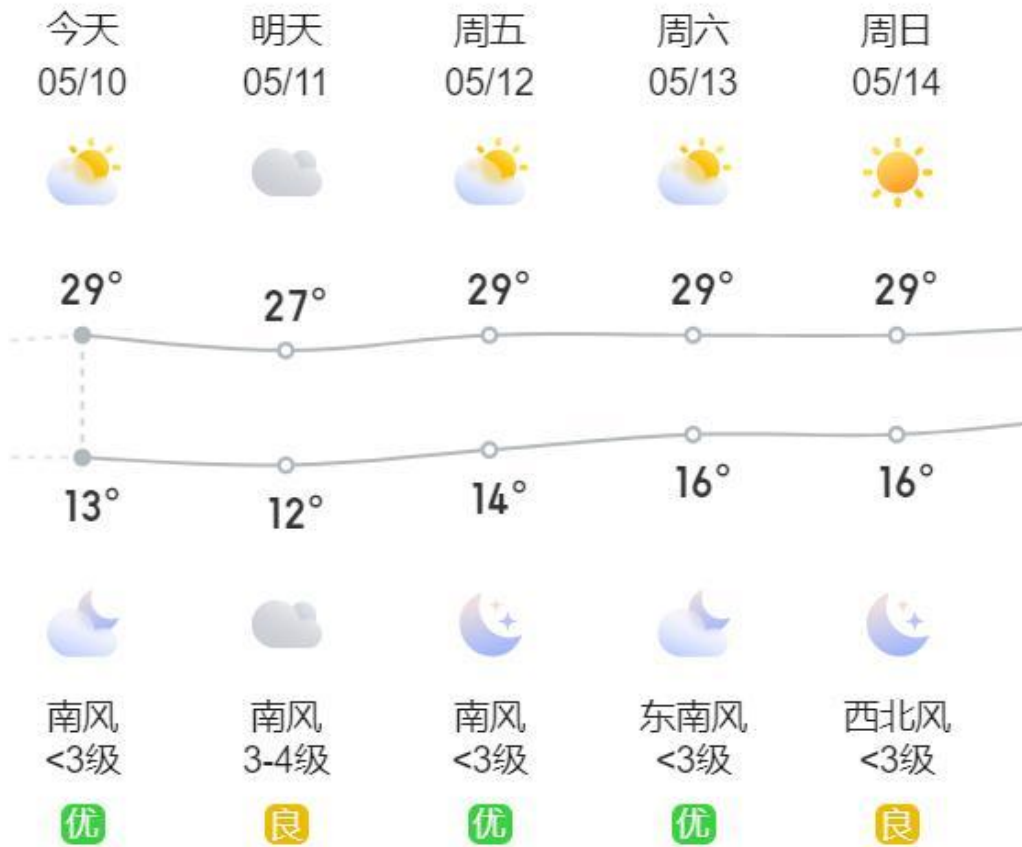 今天 明天 周五 周六 周日
05/10 05/11 05/12 05/13 05/14
29° 27° 29° 29° 29°
13° 12° 14° 16° 16°
南风 南风 南风 东南风 西北风
<3级 3-4级 <3级 <3级 <3级
优 良 优 优 良